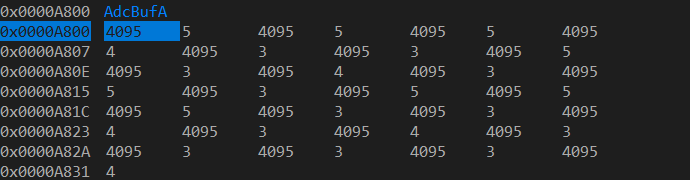 0x0000A800 AdcBufA
0x0000A800 4095 5 4095 5 4095 5 4095
0x0000A807 4 4095 3 4095 3 4095 5
0x0000A80E 4095 3 4095 4 4095 3 4095
0x0000A815 5 4095 3 4095 5 4095 5
0x0000A81C 4095 5 4095 3 4095 3 4095
0x0000A823 4 4095 3 4095 4 4095 3
0x0000A82A 4095 3 4095 3 4095 3 4095
0x0000A831 4